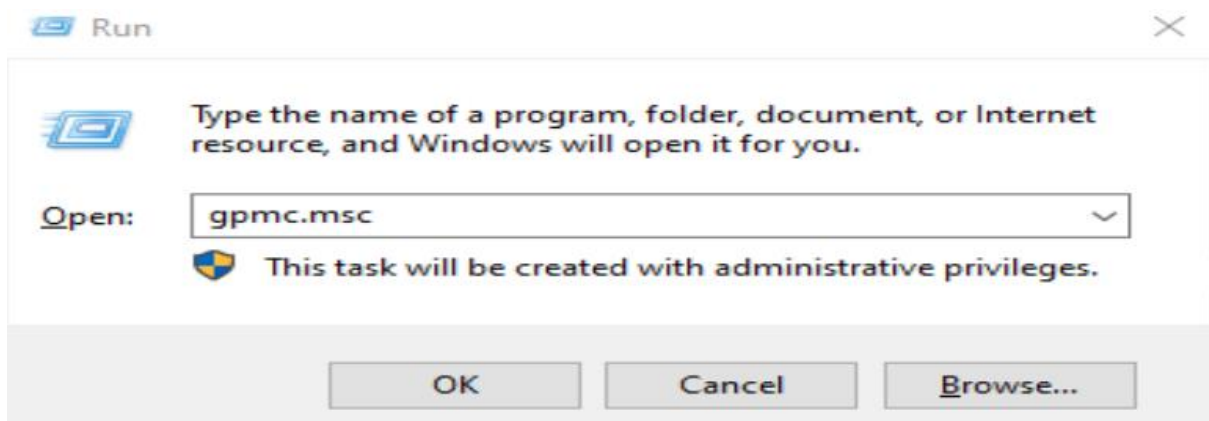 Run
Type the name of a program, folder, document, or Internet
resource, and Windows will open it for you.
Open:
gpmc.msc
This task will be created with administrative privileges.
OK
Cancel
Browse...